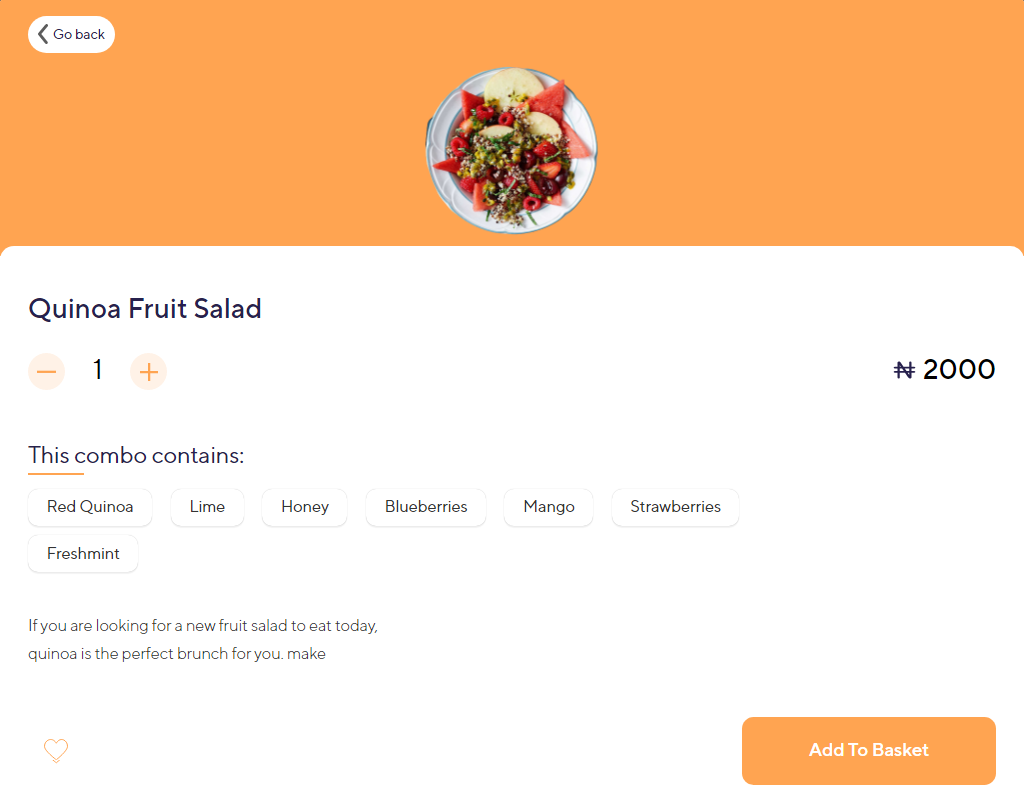 Go back
Quinoa Fruit Salad
1
₦ 2000
This combo contains:
Red Quinoa Lime Honey Blueberries Mango Strawberries
Freshmint
If you are looking for a new fruit salad to eat today,
quinoa is the perfect brunch for you. make
Add To Basket